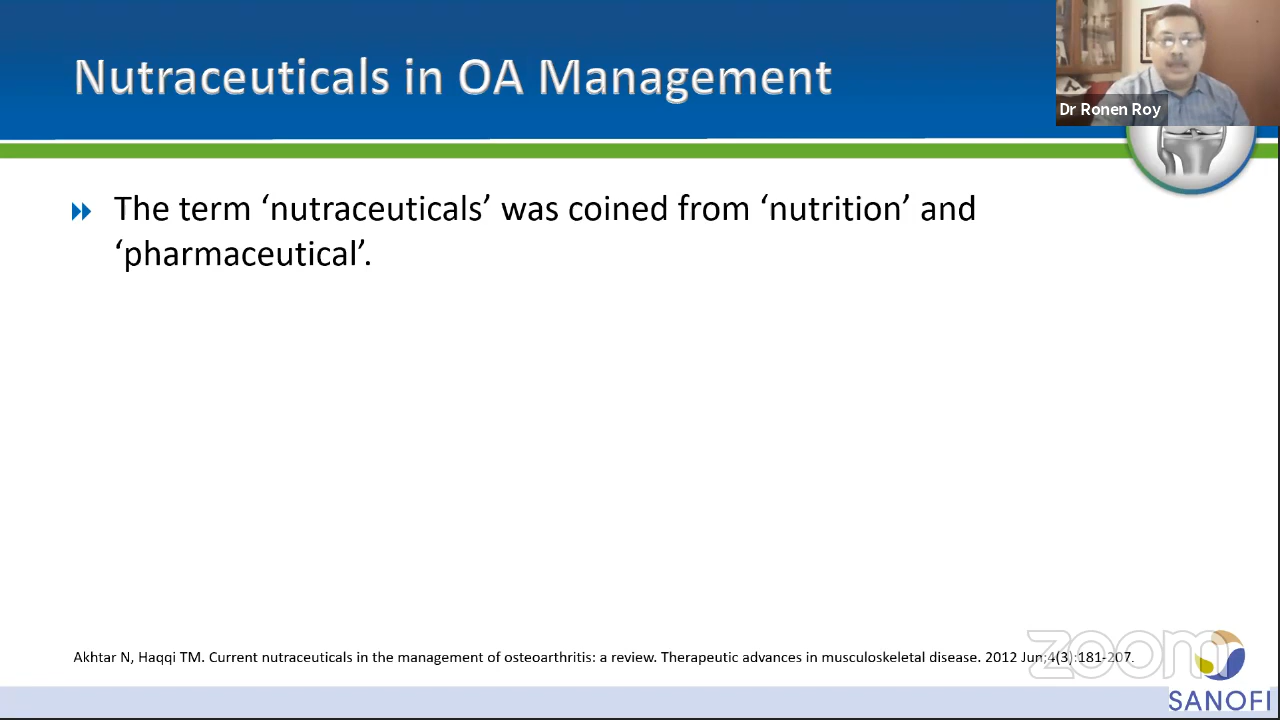 Nutraceuticals in OA Management
Dr Ronen Roy
The term ‘nutraceuticals’ was coined from ‘nutrition’ and
‘pharmaceutical’.
Akhtar N, Haqqi TM. Current nutraceuticals in the management of osteoarthritis: a review. Therapeutic advances in musculoskeletal disease. 2012 Jun;4(3):181-207.
zoom
SANOFI